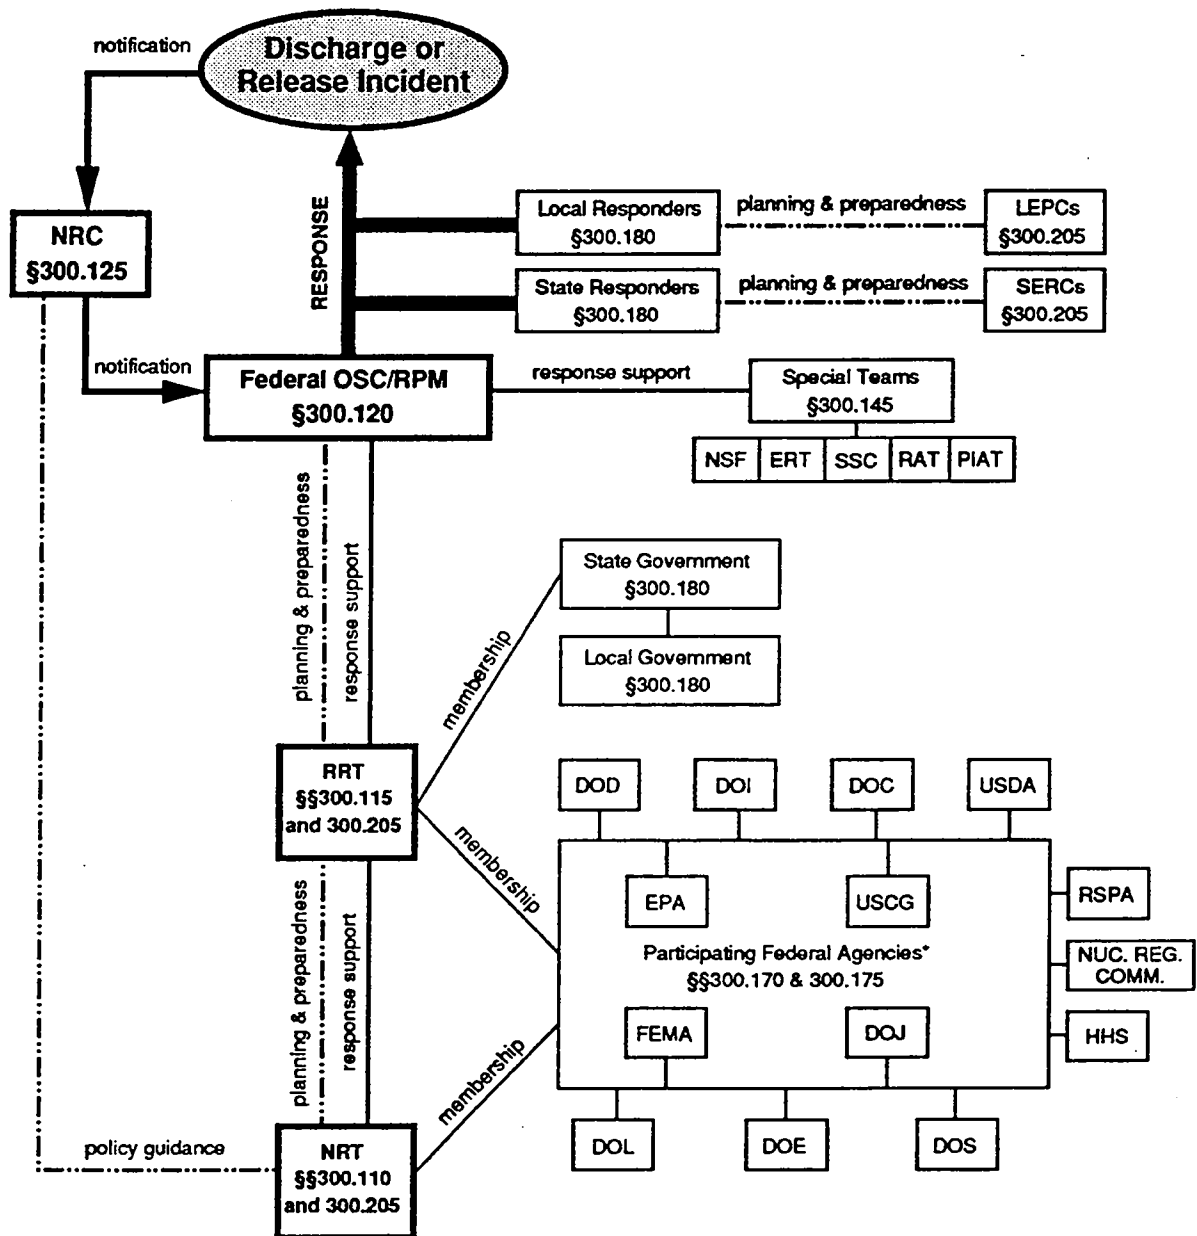 notification
Discharge or
Release Incident
RESPONSE
NRC
§300.125
Local Responders
§300.180
planning & preparedness
LEPCs
§300.205
State Responders
§300.180
planning & preparedness
SERCs
§300.205
notification
Federal OSC/RPM
§300.120
response support
Special Teams
§300.145
NSF
ERT
SSC
RAT
PIAT
planning & preparedness
response support
State Government
§300.180
membership
Local Government
§300.180
RRT
§§300.115
and 300.205
DOD
DOI
DOC
USDA
membership
EPA
USCG
RSPA
Participating Federal Agencies*
§§300.170 & 300.175
NUC. REG.
COMM.
planning & preparedness
response support
FEMA
DOJ
HHS
membership
policy guidance
NRT
§§300.110
and 300.205
DOL
DOE
DOS